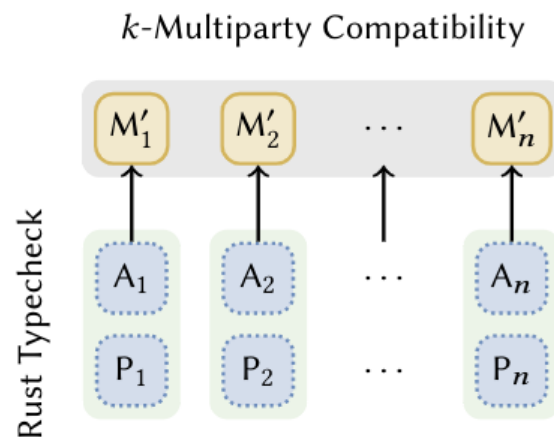 k-Multiparty Compatibility
M′₁ M′₂ ... M′ₙ
Rust Typecheck
A₁ A₂ ... Aₙ
P₁ P₂ ... Pₙ